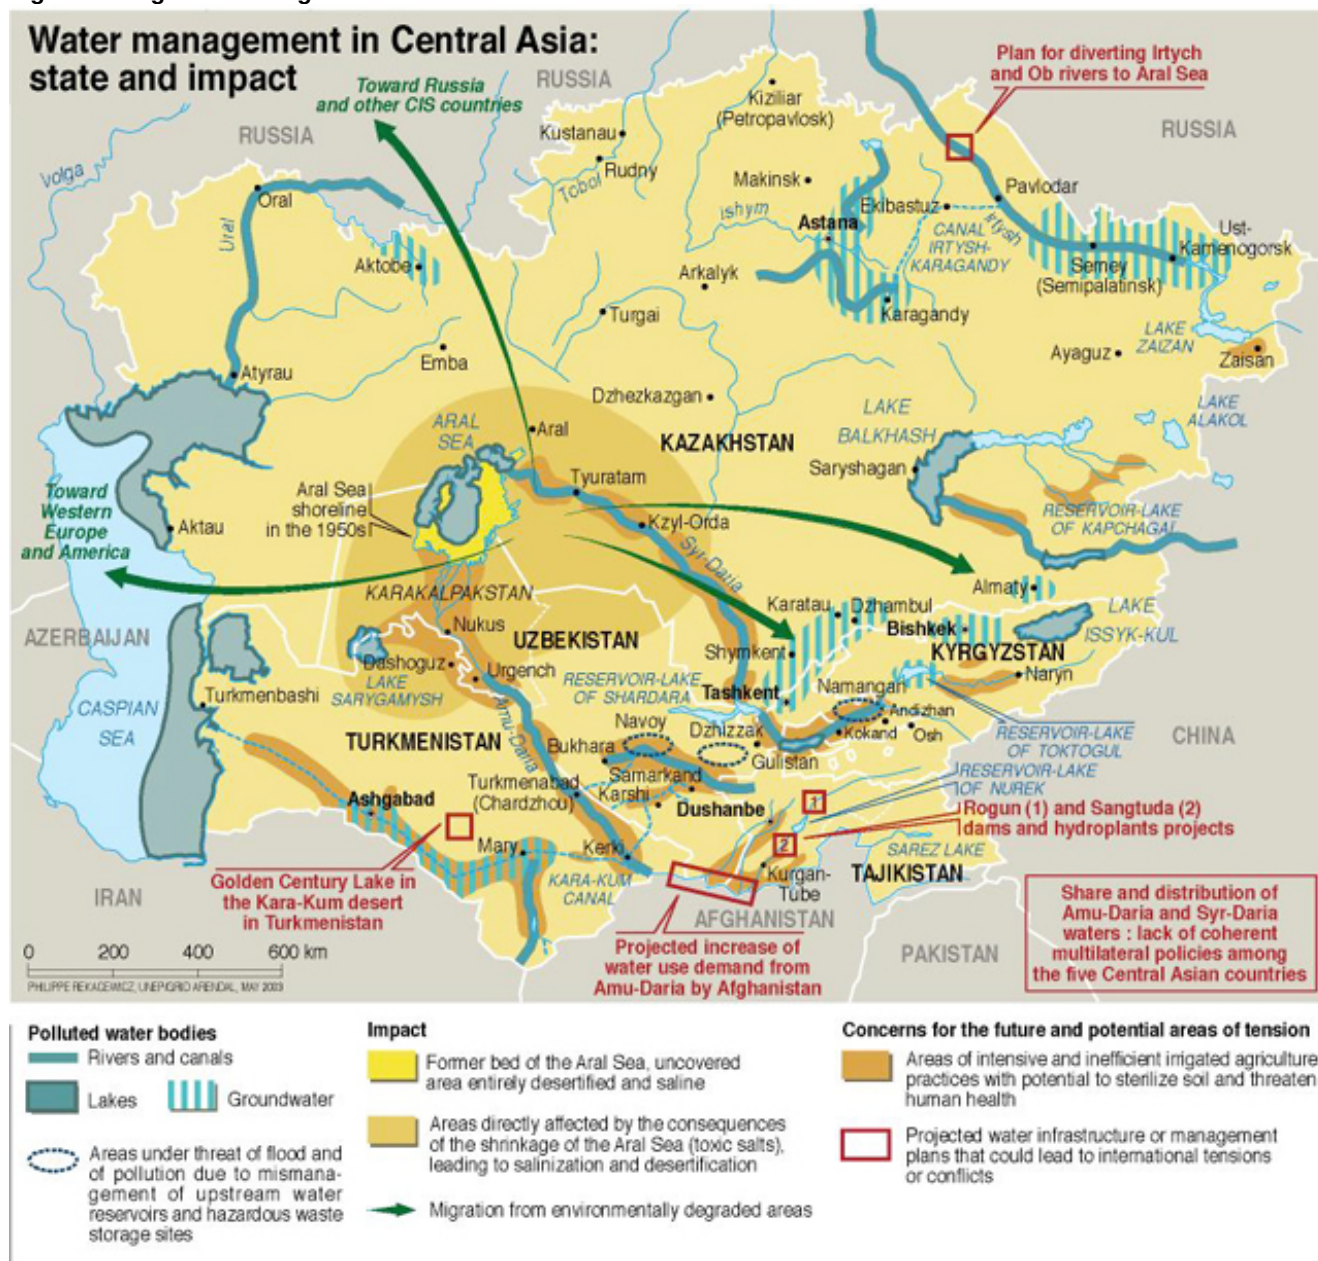 Water management in Central Asia:
state and impact
Toward Russia
and other CIS countries
RUSSIA
Plan for diverting Irtych
and Ob rivers to Aral Sea
RUSSIA
RUSSIA
Volga
Kiziliar
(Petropavlosk)
Kustanau
Rudny
Tobol
Makinsk
Ishym
Ekibastuz
Pavlodar
Irtysh
Oral
Ural
Astana
CANAL
IRTYSH-
KARAGANDY
Ust-
Kamenogorsk
Semey
(Semipalatinsk)
Aktobe
Arkalyk
Karagandy
Turgai
LAKE
ZAIZAN
Ayaguz
Zaisan
Emba
Atyrau
Dzhezkazgan
LAKE
BALKHASH
LAKE
ALAKOL
ARAL
SEA
Aral
KAZAKHSTAN
Saryshagan
Aral Sea
shoreline
in the 1950s
Tyuratam
Kzyl-Orda
RESERVOIR-LAKE
OF KAPCHAGAI
Toward
Western
Europe
and America
Aktau
Syr-Daria
KARAKALPAKSTAN
Almaty
Karatau
Dzhambul
LAKE
ISSYK-KUL
AZERBAIJAN
Nukus
UZBEKISTAN
Bishkek
KYRGYZSTAN
Shymkent
Dashoguz
Urgench
LAKE
SARYGAMYSH
RESERVOIR-LAKE
OF SHARDARA
Tashkent
Namangan
Naryn
Turkmenbashi
CASPIAN
SEA
Amu-Daria
Navoy
Dzhizzak
Andizhan
Kokand
Osh
RESERVOIR-LAKE
OF TOKTOGUL
CHINA
TURKMENISTAN
Bukhara
Gulistan
Samarkand
Karshi
RESERVOIR-LAKE
OF NUREK
Turkmenabad
(Chardzhou)
Ashgabad
Dushanbe
1
Rogun (1) and Sangtuda (2)
dams and hydroplants projects
Mary
Kerki
2
SAREZ LAKE
TAJIKISTAN
Kurgan-
Tube
KARA-KUM
CANAL
IRAN
Golden Century Lake in
the Kara-Kum desert
in Turkmenistan
AFGHANISTAN
PAKISTAN
Projected increase of
water use demand from
Amu-Daria by Afghanistan
Share and distribution of
Amu-Daria and Syr-Daria
waters : lack of coherent
multilateral policies among
the five Central Asian countries
0 200 400 600 km
PHILIPPE REKACEWICZ, UNEP/GRID ARENDAL, MAY 2003
Polluted water bodies
Rivers and canals
Lakes
Groundwater
Areas under threat of flood and
of pollution due to mismana-
gement of upstream water
reservoirs and hazardous waste
storage sites
Impact
Former bed of the Aral Sea, uncovered
area entirely desertified and saline
Areas directly affected by the consequences
of the shrinkage of the Aral Sea (toxic salts),
leading to salinization and desertification
Migration from environmentally degraded areas
Concerns for the future and potential areas of tension
Areas of intensive and inefficient irrigated agriculture
practices with potential to sterilize soil and threaten
human health
Projected water infrastructure or management
plans that could lead to international tensions
or conflicts